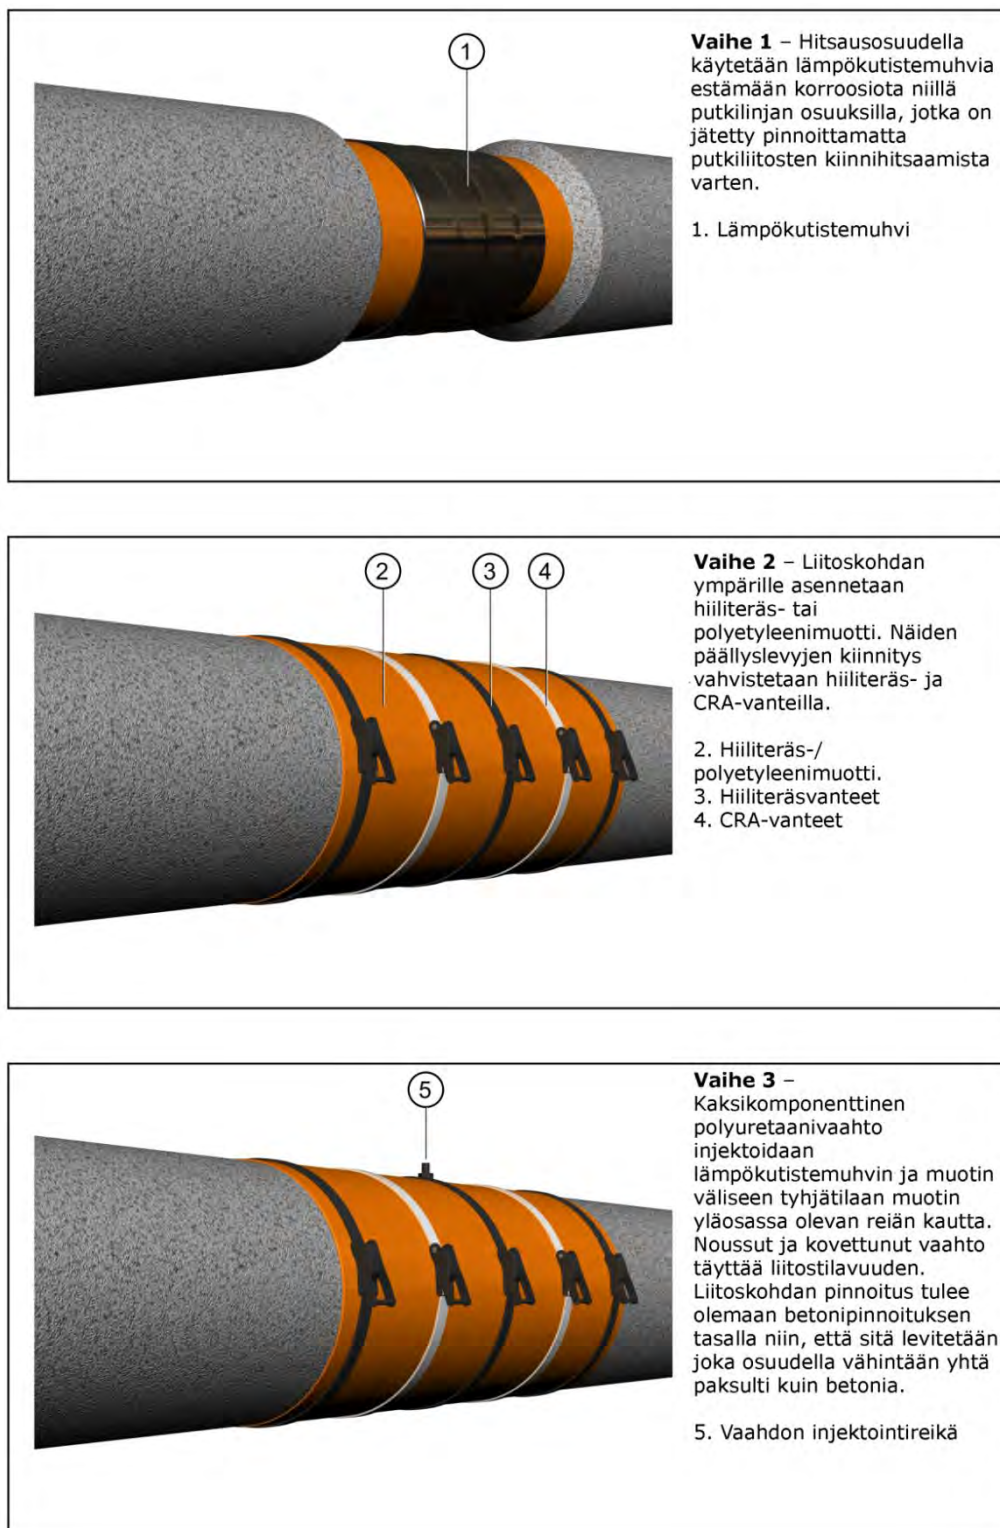 1
Vaihe 1 – Hitsausosuudella
käytetään lämpökutistemuhvia
estämään korroosiota niillä
putkilinjan osuuksilla, jotka on
jätetty pinnoittamatta
putkiliitosten kiinnihitsaamista
varten.
1. Lämpökutistemuhvi
2 3 4
Vaihe 2 – Liitoskohdan
ympärille asennetaan
hiiliteräs- tai
polyetyleenimuotti. Näiden
päällyslevyjen kiinnitys
vahvistetaan hiiliteräs- ja
CRA-vanteilla.
2. Hiiliteräs-/
polyetyleenimuotti.
3. Hiiliteräsvanteet
4. CRA-vanteet
5
Vaihe 3 –
Kaksikomponenttinen
polyuretaanivaahto
injektoidaan
lämpökutistemuhvin ja muotin
väliseen tyhjätilaan muotin
yläosassa olevan reiän kautta.
Noussut ja kovettunut vaahto
täyttää liitostilavuuden.
Liitoskohdan pinnoitus tulee
olemaan betonipinnoituksen
tasalla niin, että sitä levitetään
joka osuudella vähintään yhtä
paksulti kuin betonia.
5. Vaahdon injektointireikä